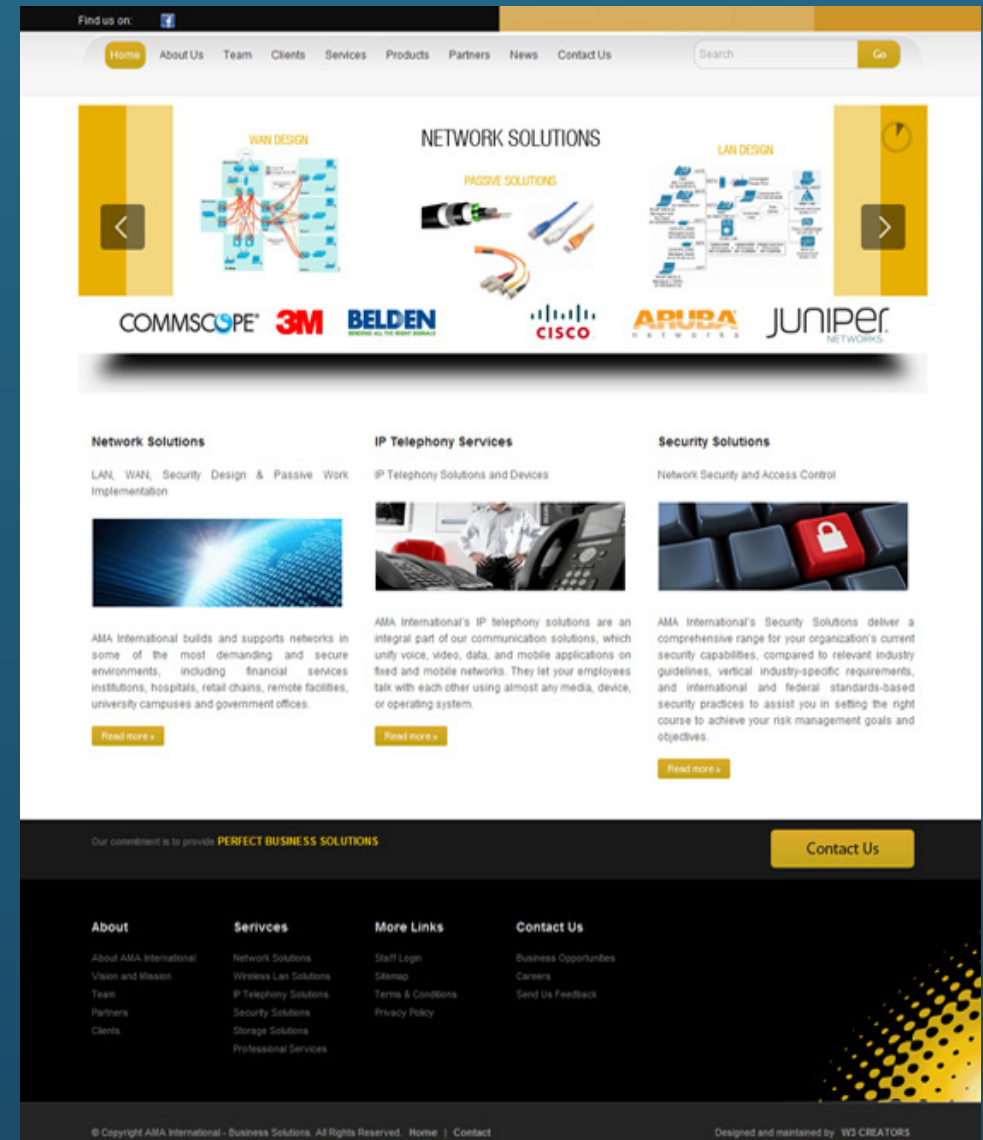 Find us on:
Home About Us Team Clients Services Products Partners News Contact Us Search Go
NETWORK SOLUTIONS
WAN DESIGN
PASSIVE SOLUTIONS
LAN DESIGN
COMMSCOPE® 3M BELDEN CISCO ARUBA networks JUNIPER NETWORKS
SENDING ALL THE RIGHT SIGNALS
Network Solutions
LAN, WAN, Security Design & Passive Work
Implementation
AMA International builds and supports networks in
some of the most demanding and secure
environments, including financial services
institutions, hospitals, retail chains, remote facilities,
university campuses and government offices.
Read more »
IP Telephony Services
IP Telephony Solutions and Devices
AMA International's IP telephony solutions are an
integral part of our communication solutions, which
unify voice, video, data, and mobile applications on
fixed and mobile networks. They let your employees
talk with each other using almost any media, device,
or operating system.
Read more »
Security Solutions
Network Security and Access Control
AMA International's Security Solutions deliver a
comprehensive range for your organization's current
security capabilities, compared to relevant industry
guidelines, vertical industry-specific requirements,
and international and federal standards-based
security practices to assist you in setting the right
course to achieve your risk management goals and
objectives.
Read more »
Our commitment is to provide PERFECT BUSINESS SOLUTIONS
Contact Us
About
About AMA International
Vision and Mission
Team
Partners
Clients
Serivces
Network Solutions
Wireless Lan Solutions
IP Telephony Solutions
Security Solutions
Storage Solutions
Professional Services
More Links
Staff Login
Sitemap
Terms & Conditions
Privacy Policy
Contact Us
Business Opportunities
Careers
Send Us Feedback
© Copyright AMA International - Business Solutions. All Rights Reserved. Home | Contact
Designed and maintained by W3 CREATORS